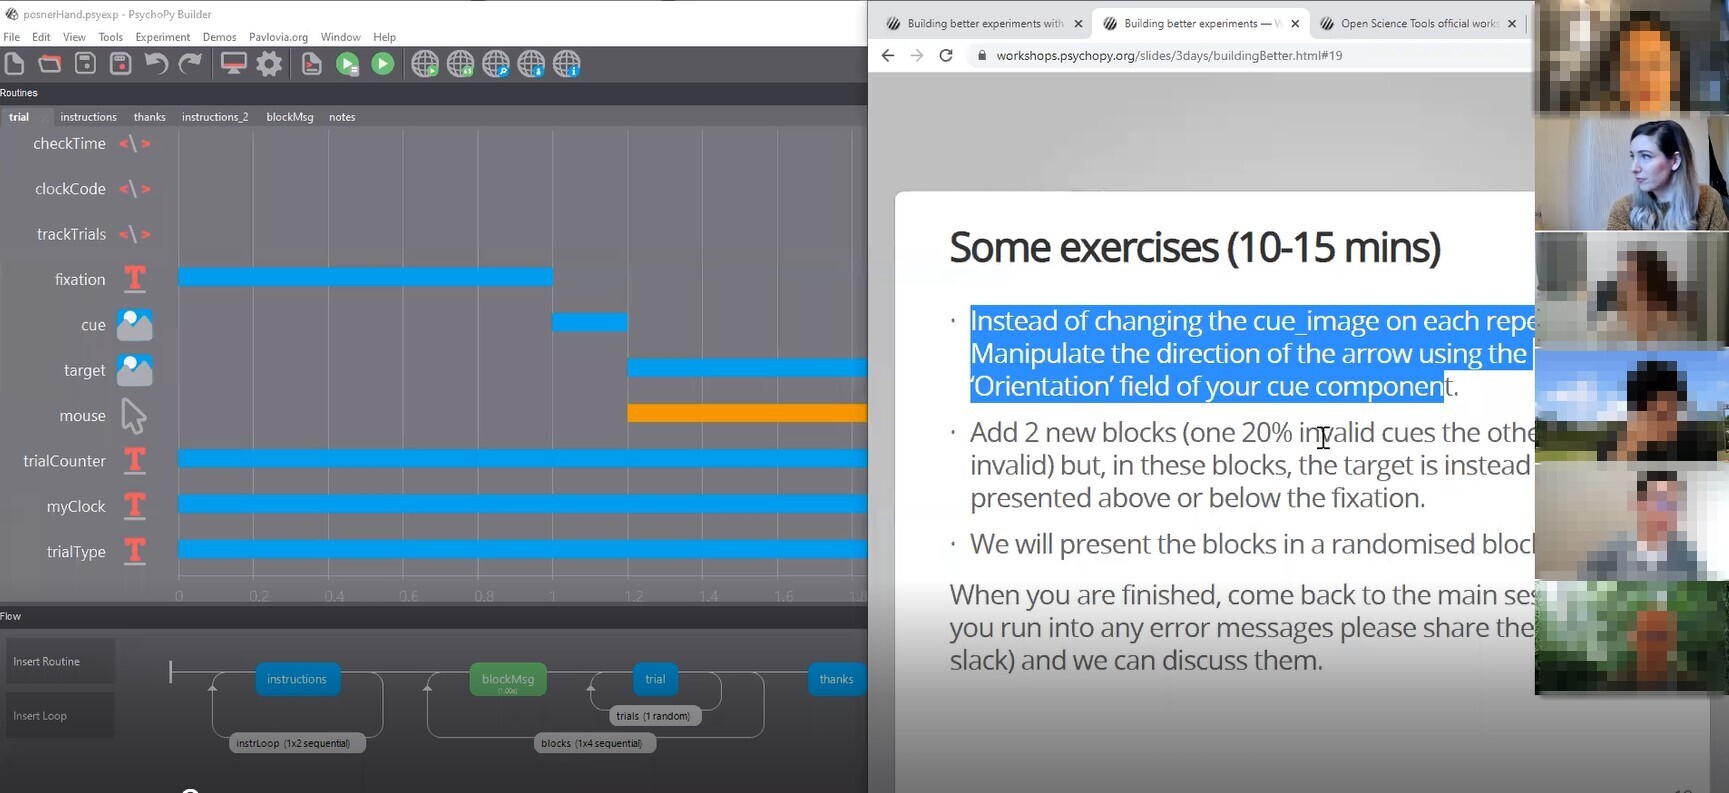 posnerHand.psyexp - PsychoPy Builder
File Edit View Tools Experiment Demos Pavlovia.org Window Help
Routines
trial instructions thanks instructions_2 blockMsg notes
checkTime
clockCode
trackTrials
fixation
cue
target
mouse
trialCounter
myClock
trialType
0 0.2 0.4 0.6 0.8 1 1.2 1.4 1.6 1.8
Flow
Insert Routine
Insert Loop
instructions
blockMsg
(1.00s)
trial
thanks
trials (1 random)
instrLoop (1x2 sequential)
blocks (1x4 sequential)
Building better experiments with
Building better experiments —
Open Science Tools official works
workshops.psychopy.org/slides/3days/buildingBetter.html#19
Some exercises (10-15 mins)
· Instead of changing the cue_image on each repe
Manipulate the direction of the arrow using the
‘Orientation’ field of your cue component.
· Add 2 new blocks (one 20% invalid cues the othe
invalid) but, in these blocks, the target is instead
presented above or below the fixation.
· We will present the blocks in a randomised bloc
When you are finished, come back to the main ses
you run into any error messages please share the
slack) and we can discuss them.